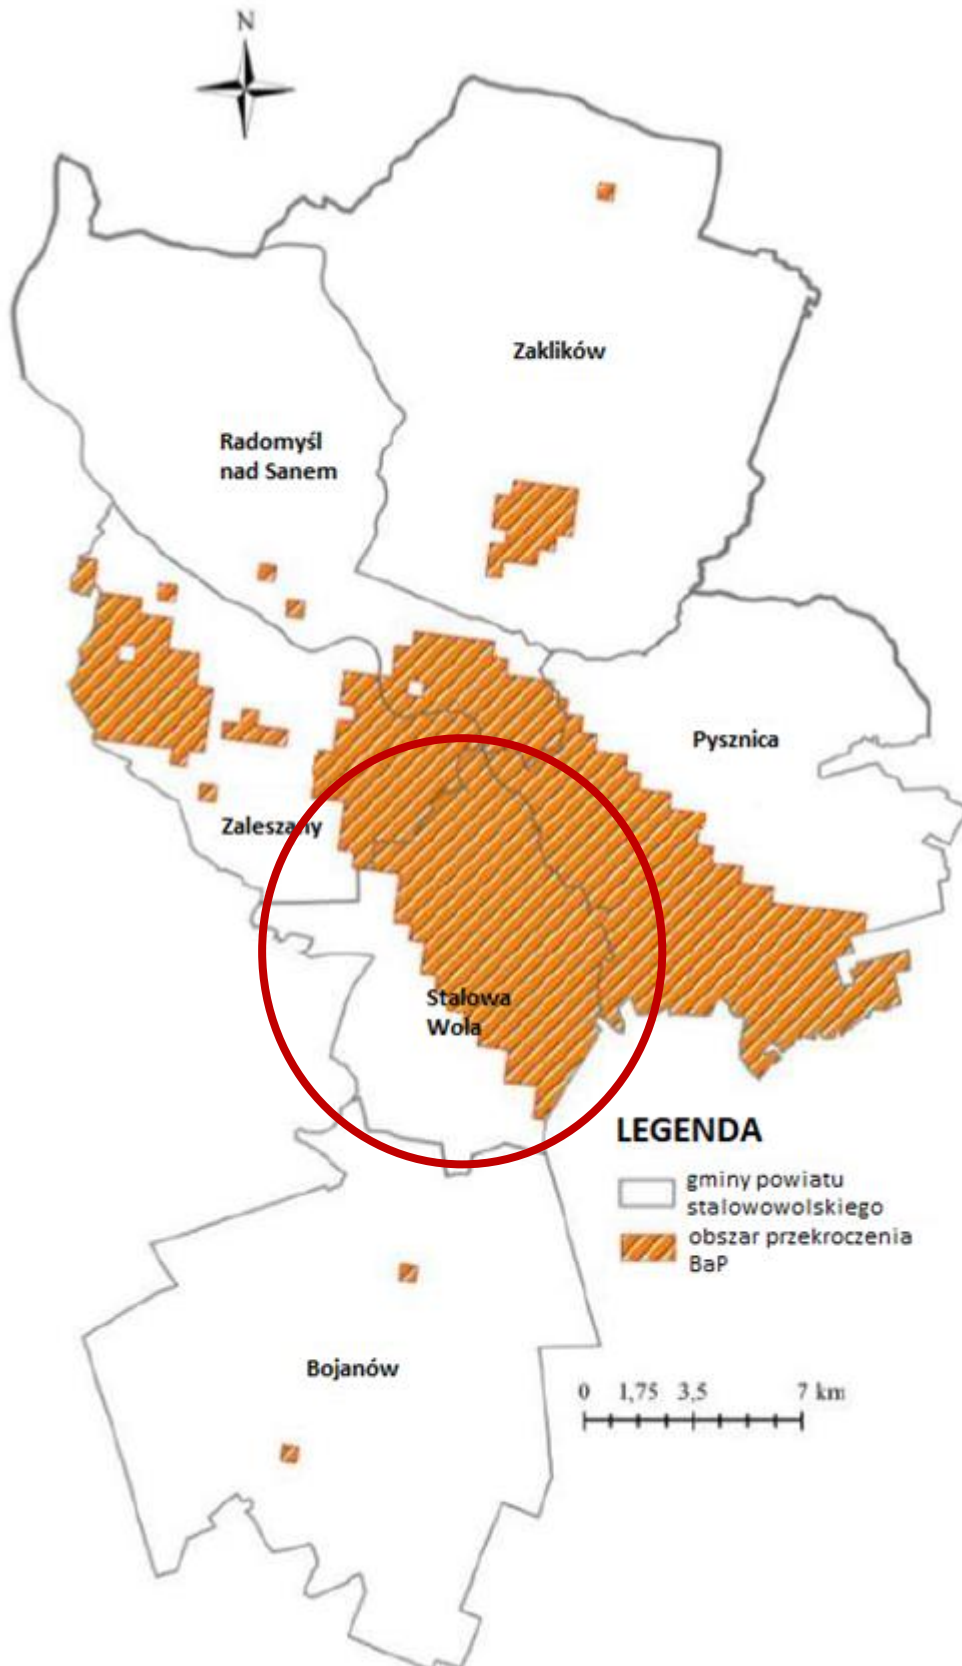 N
Zaklików
Radomyśl
nad Sanem
Pysznica
Zaleszany
Stalowa
Wola
LEGENDA
gminy powiatu
stalowowolskiego
obszar przekroczenia
BaP
Bojanów
0 1,75 3,5 7 km